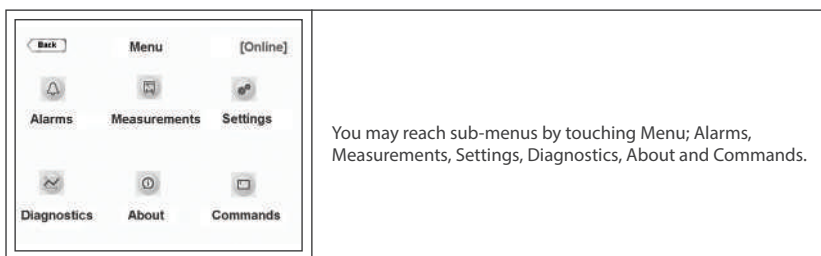 Back Menu [Online]
Alarms Measurements Settings
Diagnostics About Commands
You may reach sub-menus by touching Menu; Alarms,
Measurements, Settings, Diagnostics, About and Commands.